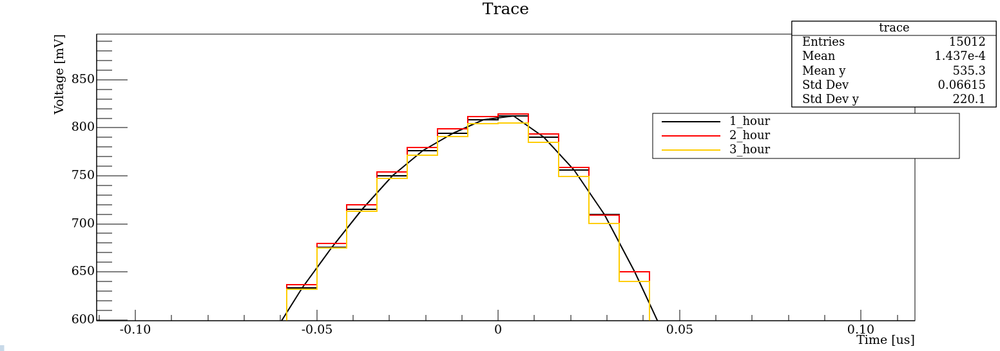 Trace
trace
Entries 15012
Mean 1.437e-4
Mean y 535.3
Std Dev 0.06615
Std Dev y 220.1
Voltage [mV]
850
800
750
700
650
600
1_hour
2_hour
3_hour
-0.10 -0.05 0 0.05 0.10
Time [us]